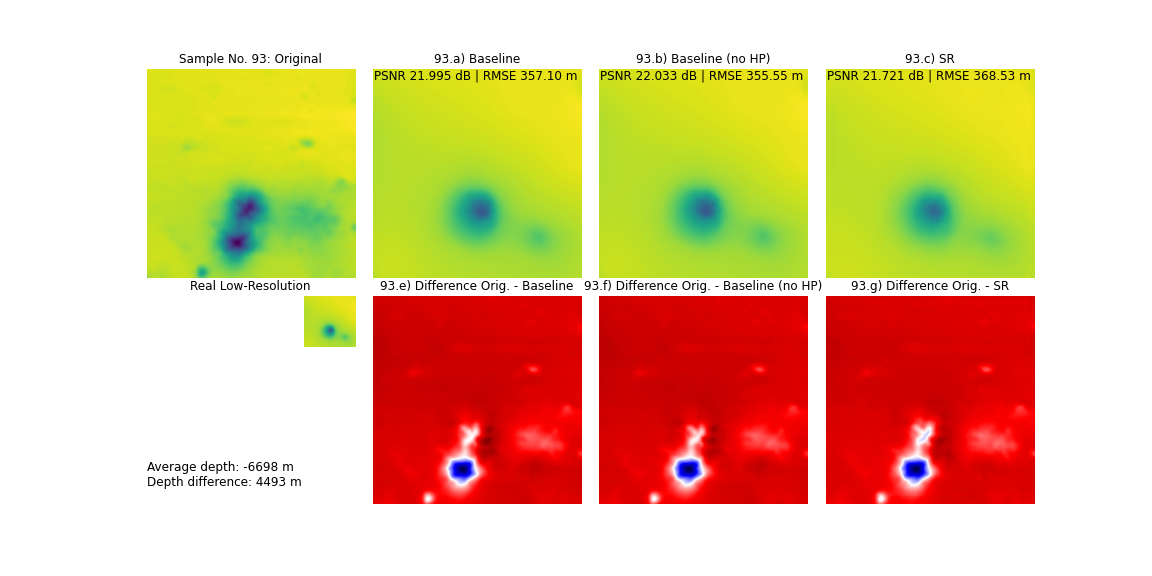 Sample No. 93: Original
93.a) Baseline
93.b) Baseline (no HP)
93.c) SR
PSNR 21.995 dB | RMSE 357.10 m
PSNR 22.033 dB | RMSE 355.55 m
PSNR 21.721 dB | RMSE 368.53 m
Real Low-Resolution
93.e) Difference Orig. - Baseline
93.f) Difference Orig. - Baseline (no HP)
93.g) Difference Orig. - SR
Average depth: -6698 m
Depth difference: 4493 m